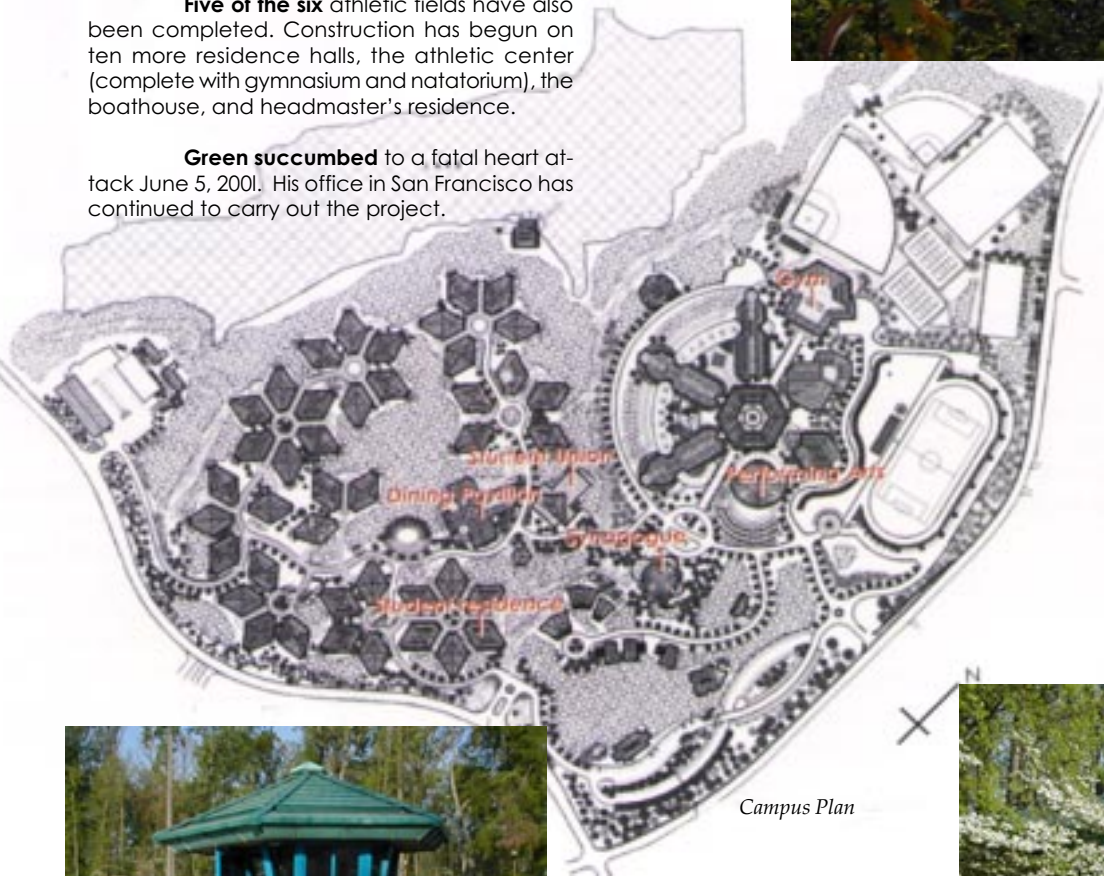 Five of the six athletic fields have also
been completed. Construction has begun on
ten more residence halls, the athletic center
(complete with gymnasium and natatorium), the
boathouse, and headmaster’s residence.
Green succumbed to a fatal heart at-
tack June 5, 200l. His office in San Francisco has
continued to carry out the project.
Gym
Student Union
Performing Arts
Dining Pavilion
Synagogue
Student residence
N
Campus Plan